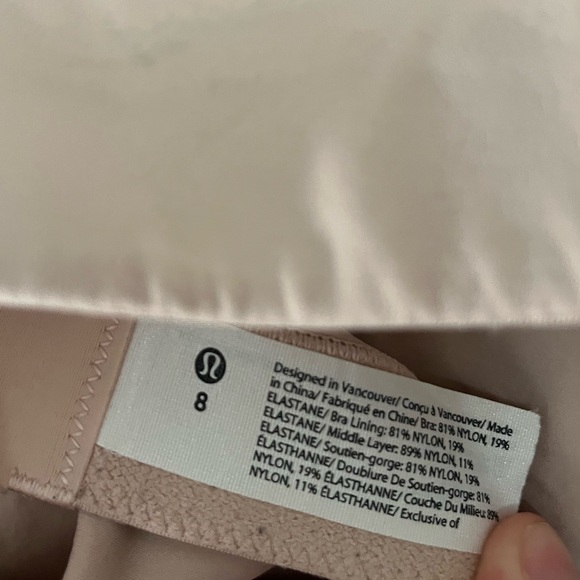 8
Designed in Vancouver/ Conçu à Vancouver/ Made
in China/ Fabriqué en Chine/ Bra: 81% NYLON, 19%
ELASTANE/ Bra Lining: 81% NYLON, 19%
ELASTANE/ Middle Layer: 89% NYLON, 11%
ÉLASTHANNE/ Soutien-gorge: 81% NYLON, 19%
ÉLASTHANNE/ Doublure De Soutien-gorge: 81%
NYLON, 19% ÉLASTHANNE/ Couche Du Milieu: 89%
NYLON, 11% ÉLASTHANNE/ Exclusive of